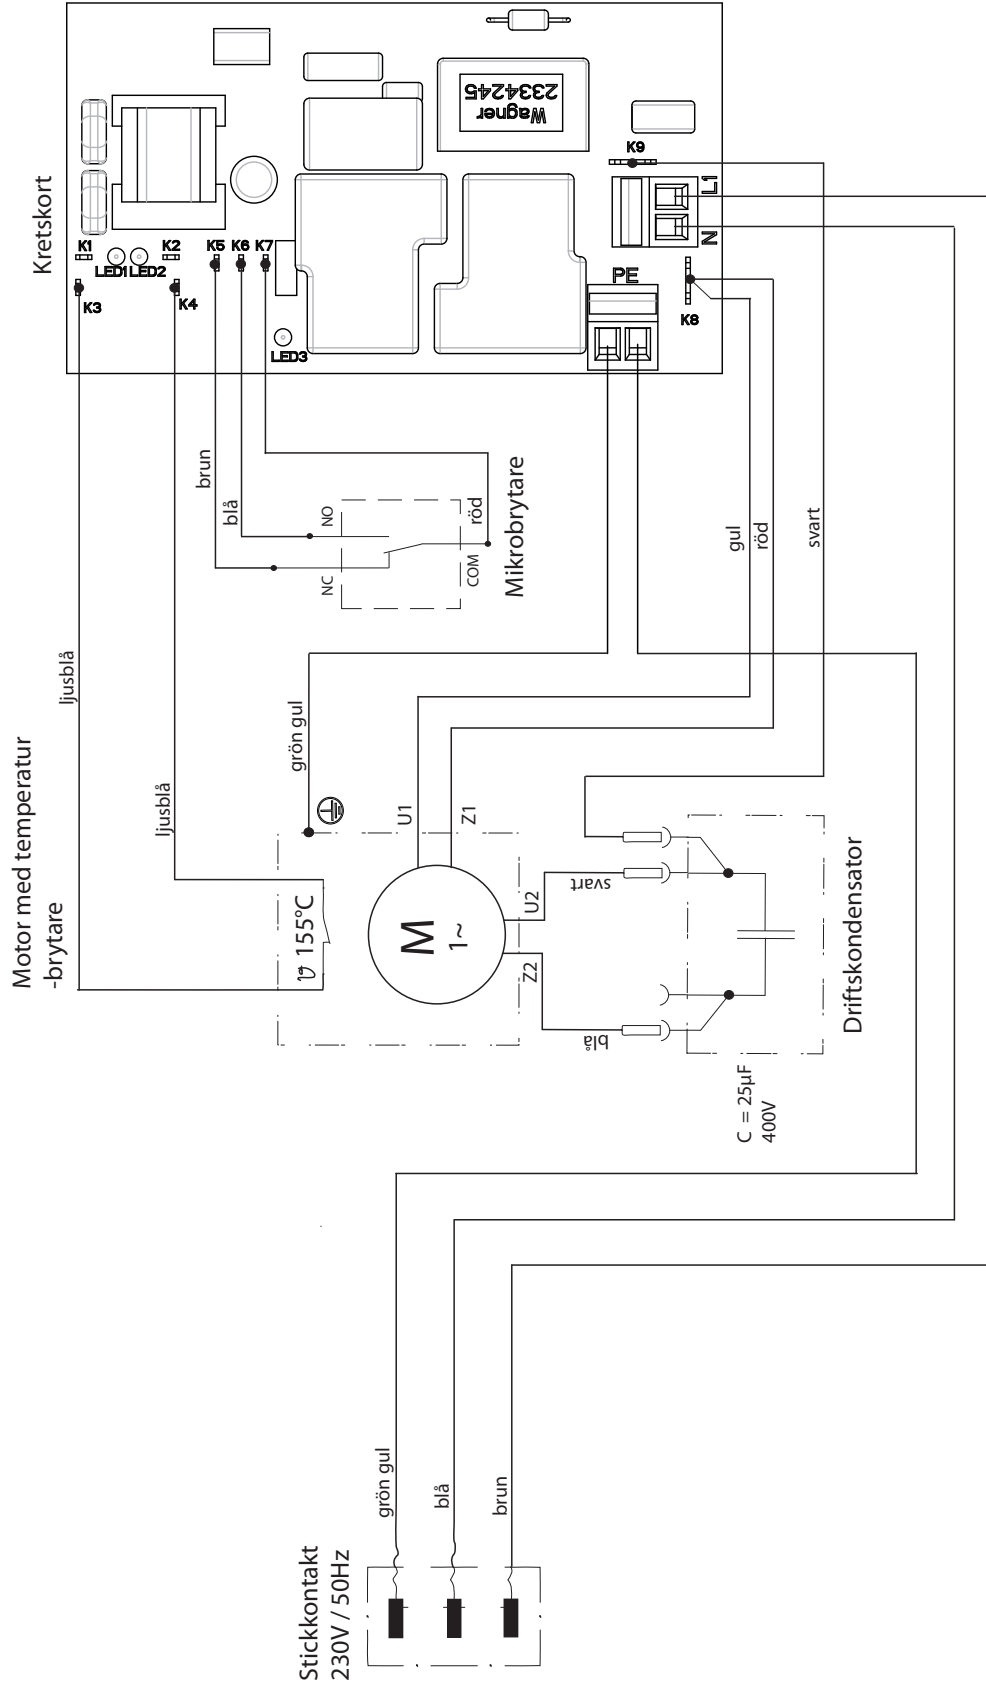 Kretskort
Wagner
2334245
K1
K2
LED1
LED2
K3
K4
K5
K6
K7
LED3
K9
L1
N
PE
K8
brun
blå
NO
NC
COM
röd
Mikrobrytare
ljusblå
ljusblå
grön gul
gul
röd
svart
Motor med temperatur
-brytare
ϑ 155°C
M
1~
U1
Z1
U2
Z2
svart
blå
Driftskondensator
C = 25µF
400V
grön gul
blå
brun
Stickkontakt
230V / 50Hz